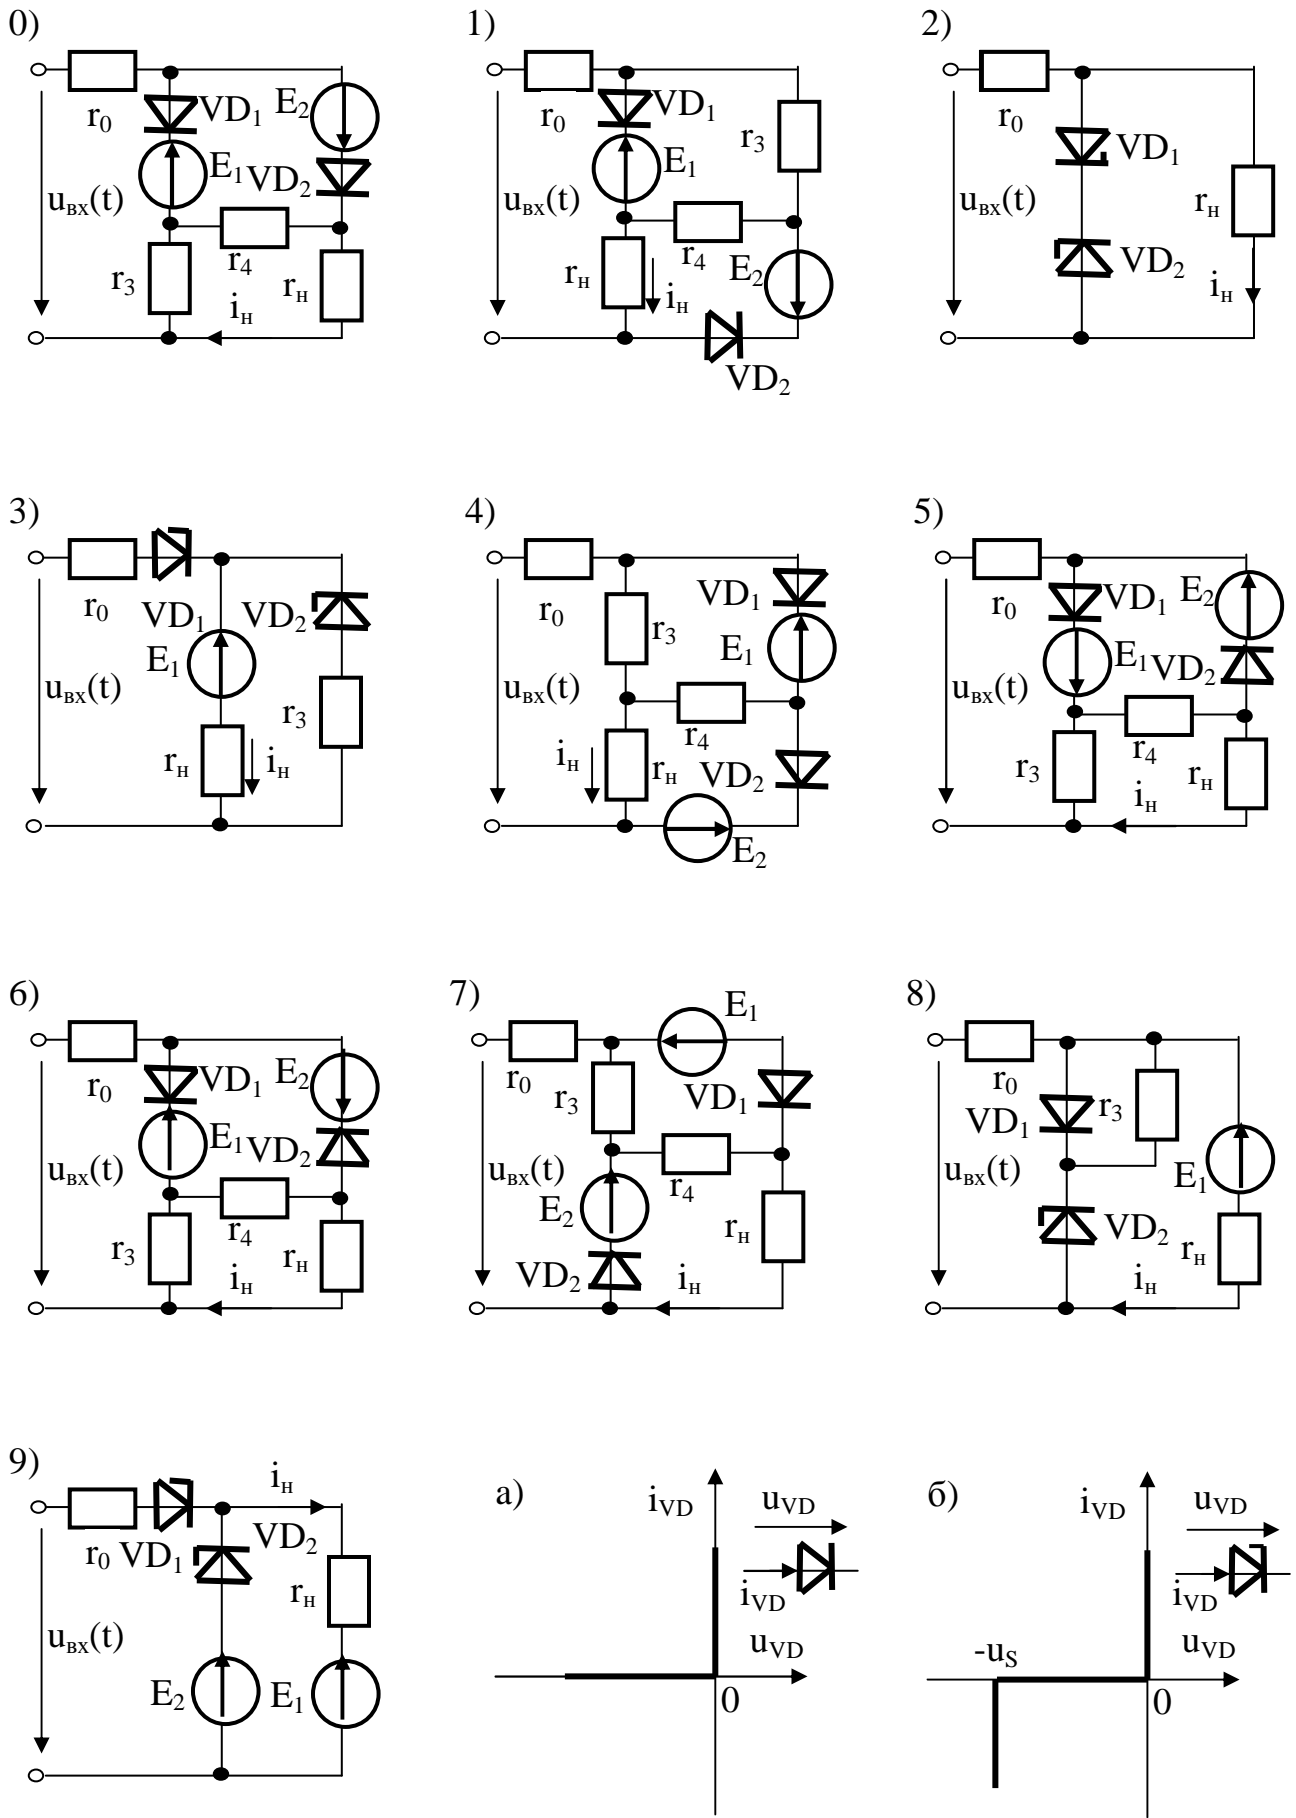 0)
r₀ VD₁ E₂
E₁ VD₂
uвх(t)
r₃ r₄ rн
iн
1)
r₀ VD₁ r₃
E₁
uвх(t)
rн r₄ E₂
iн
VD₂
2)
r₀ VD₁
uвх(t) rн
VD₂
iн
3)
r₀ VD₁ VD₂
E₁
uвх(t)
r₃
rн iн
4)
r₀ r₃ VD₁
E₁
uвх(t)
r₄
iн rн VD₂
E₂
5)
r₀ VD₁ E₂
E₁ VD₂
uвх(t)
r₃ r₄ rн
iн
6)
r₀ VD₁ E₂
E₁ VD₂
uвх(t)
r₃ r₄ rн
iн
7)
E₁
r₀ r₃ VD₁
uвх(t)
E₂ r₄
rн
VD₂ iн
8)
r₀ r₃
VD₁
uвх(t) E₁
VD₂ rн
iн
9)
iн
r₀ VD₁ VD₂
rн
uвх(t)
E₂ E₁
а)
iVD uVD
iVD
uVD
0
б)
iVD uVD
iVD
-uS uVD
0